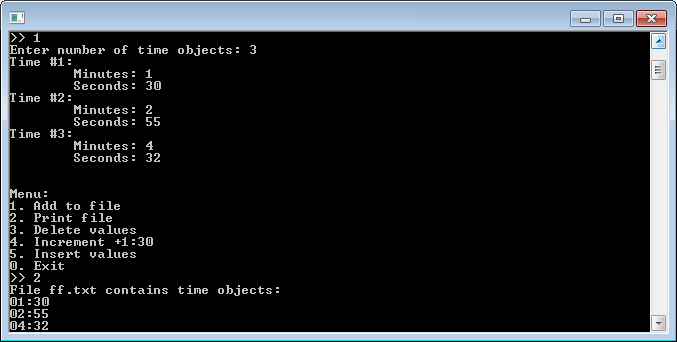 >> 1
Enter number of time objects: 3
Time #1:
        Minutes: 1
        Seconds: 30
Time #2:
        Minutes: 2
        Seconds: 55
Time #3:
        Minutes: 4
        Seconds: 32
Menu:
1. Add to file
2. Print file
3. Delete values
4. Increment +1:30
5. Insert values
0. Exit
>> 2
File ff.txt contains time objects:
01:30
02:55
04:32